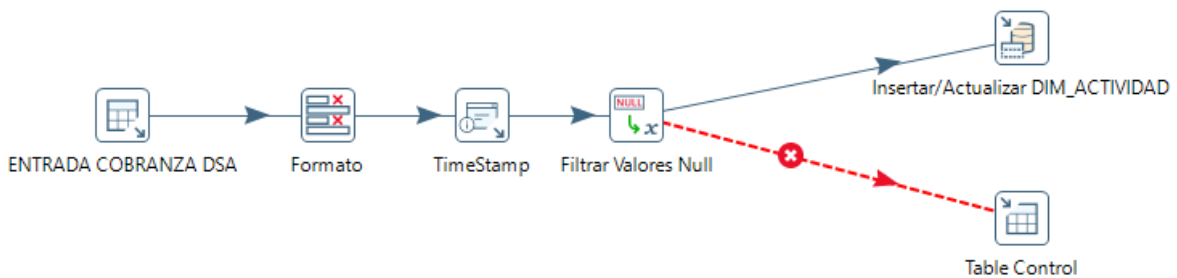 Insertar/Actualizar DIM_ACTIVIDAD
NULL
x
ENTRADA COBRANZA DSA
Formato
TimeStamp
Filtrar Valores Null
Table Control